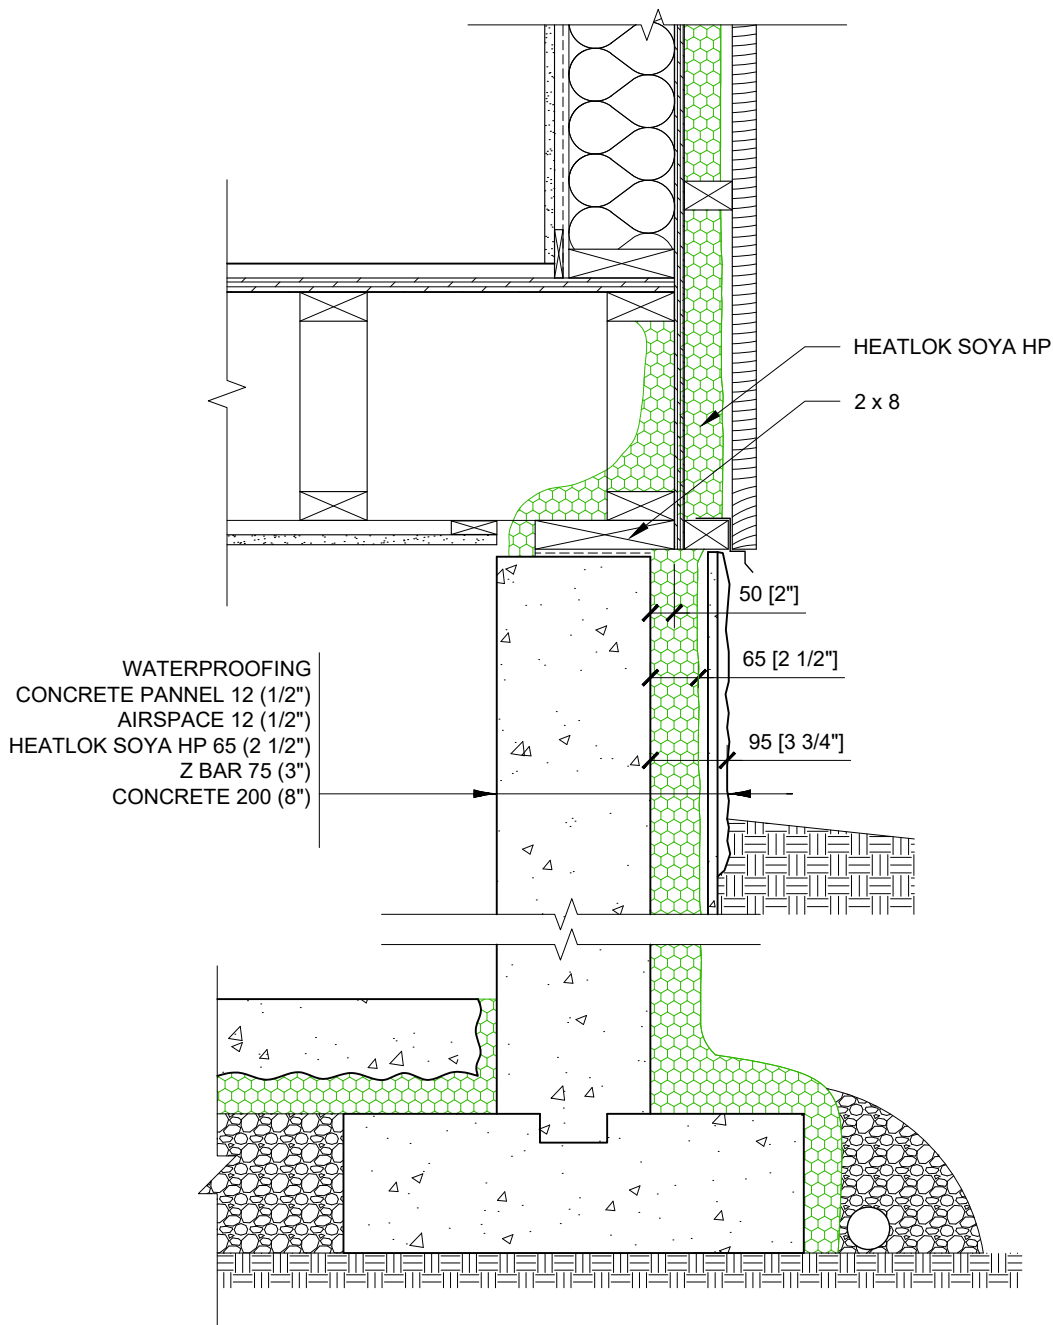 HEATLOK SOYA HP
2 x 8
50 [2"]
65 [2 1/2"]
95 [3 3/4"]
WATERPROOFING
CONCRETE PANNEL 12 (1/2")
AIRSPACE 12 (1/2")
HEATLOK SOYA HP 65 (2 1/2")
Z BAR 75 (3")
CONCRETE 200 (8")